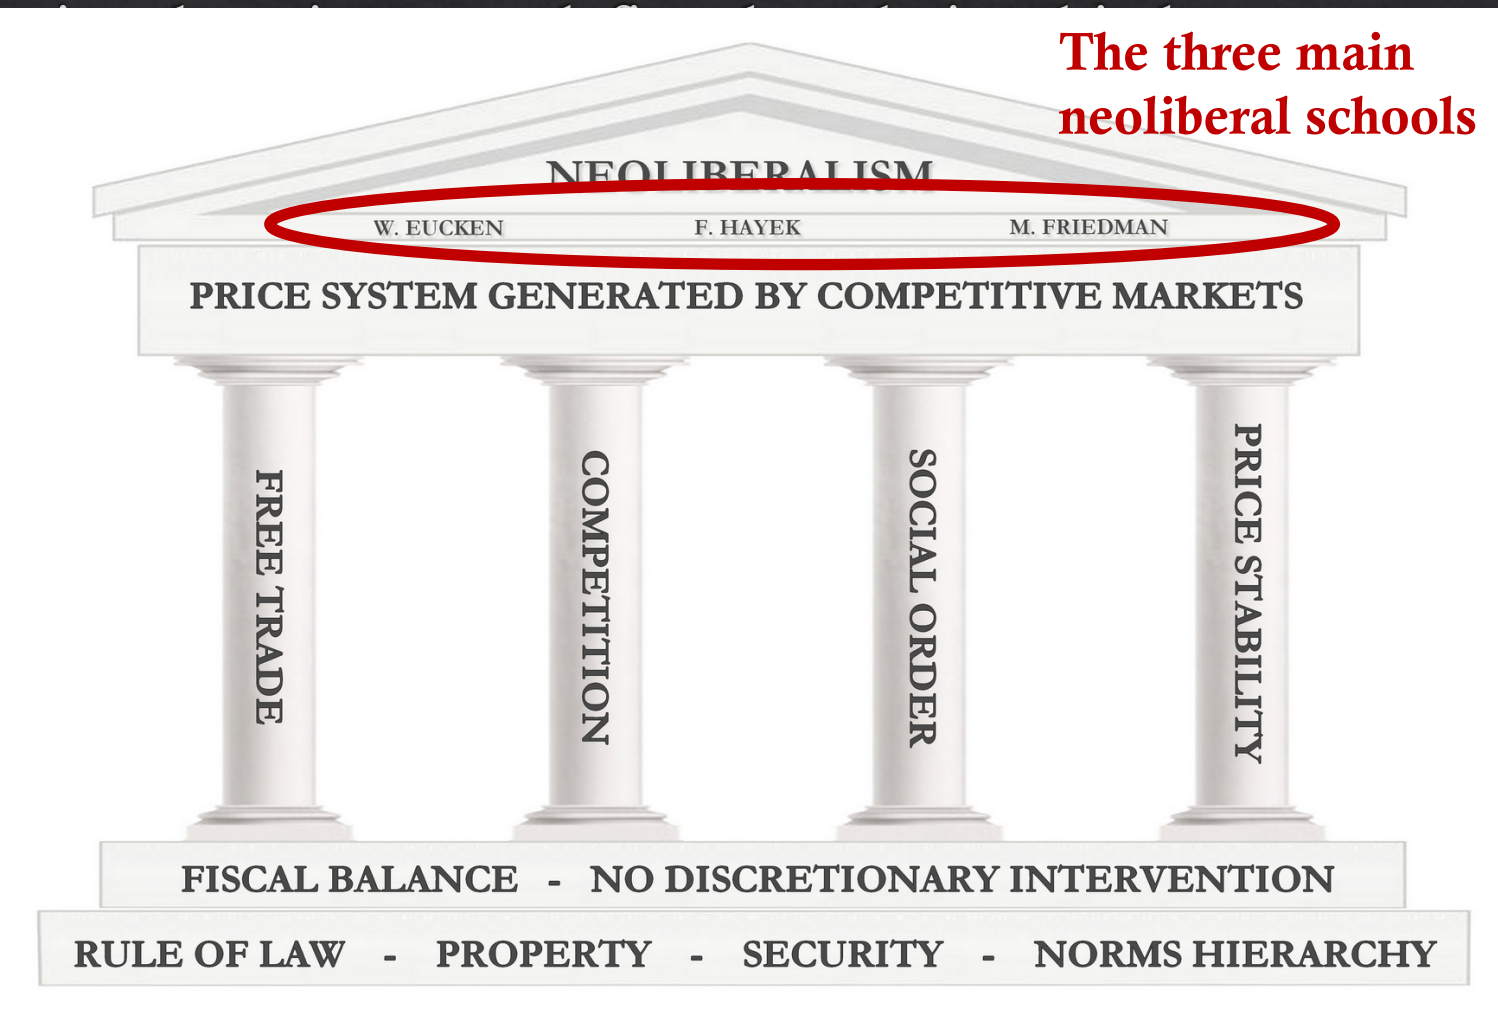 The three main
neoliberal schools
NEOLIBERALISM
W. EUCKEN F. HAYEK M. FRIEDMAN
PRICE SYSTEM GENERATED BY COMPETITIVE MARKETS
FREE TRADE
COMPETITION
SOCIAL ORDER
PRICE STABILITY
FISCAL BALANCE - NO DISCRETIONARY INTERVENTION
RULE OF LAW - PROPERTY - SECURITY - NORMS HIERARCHY